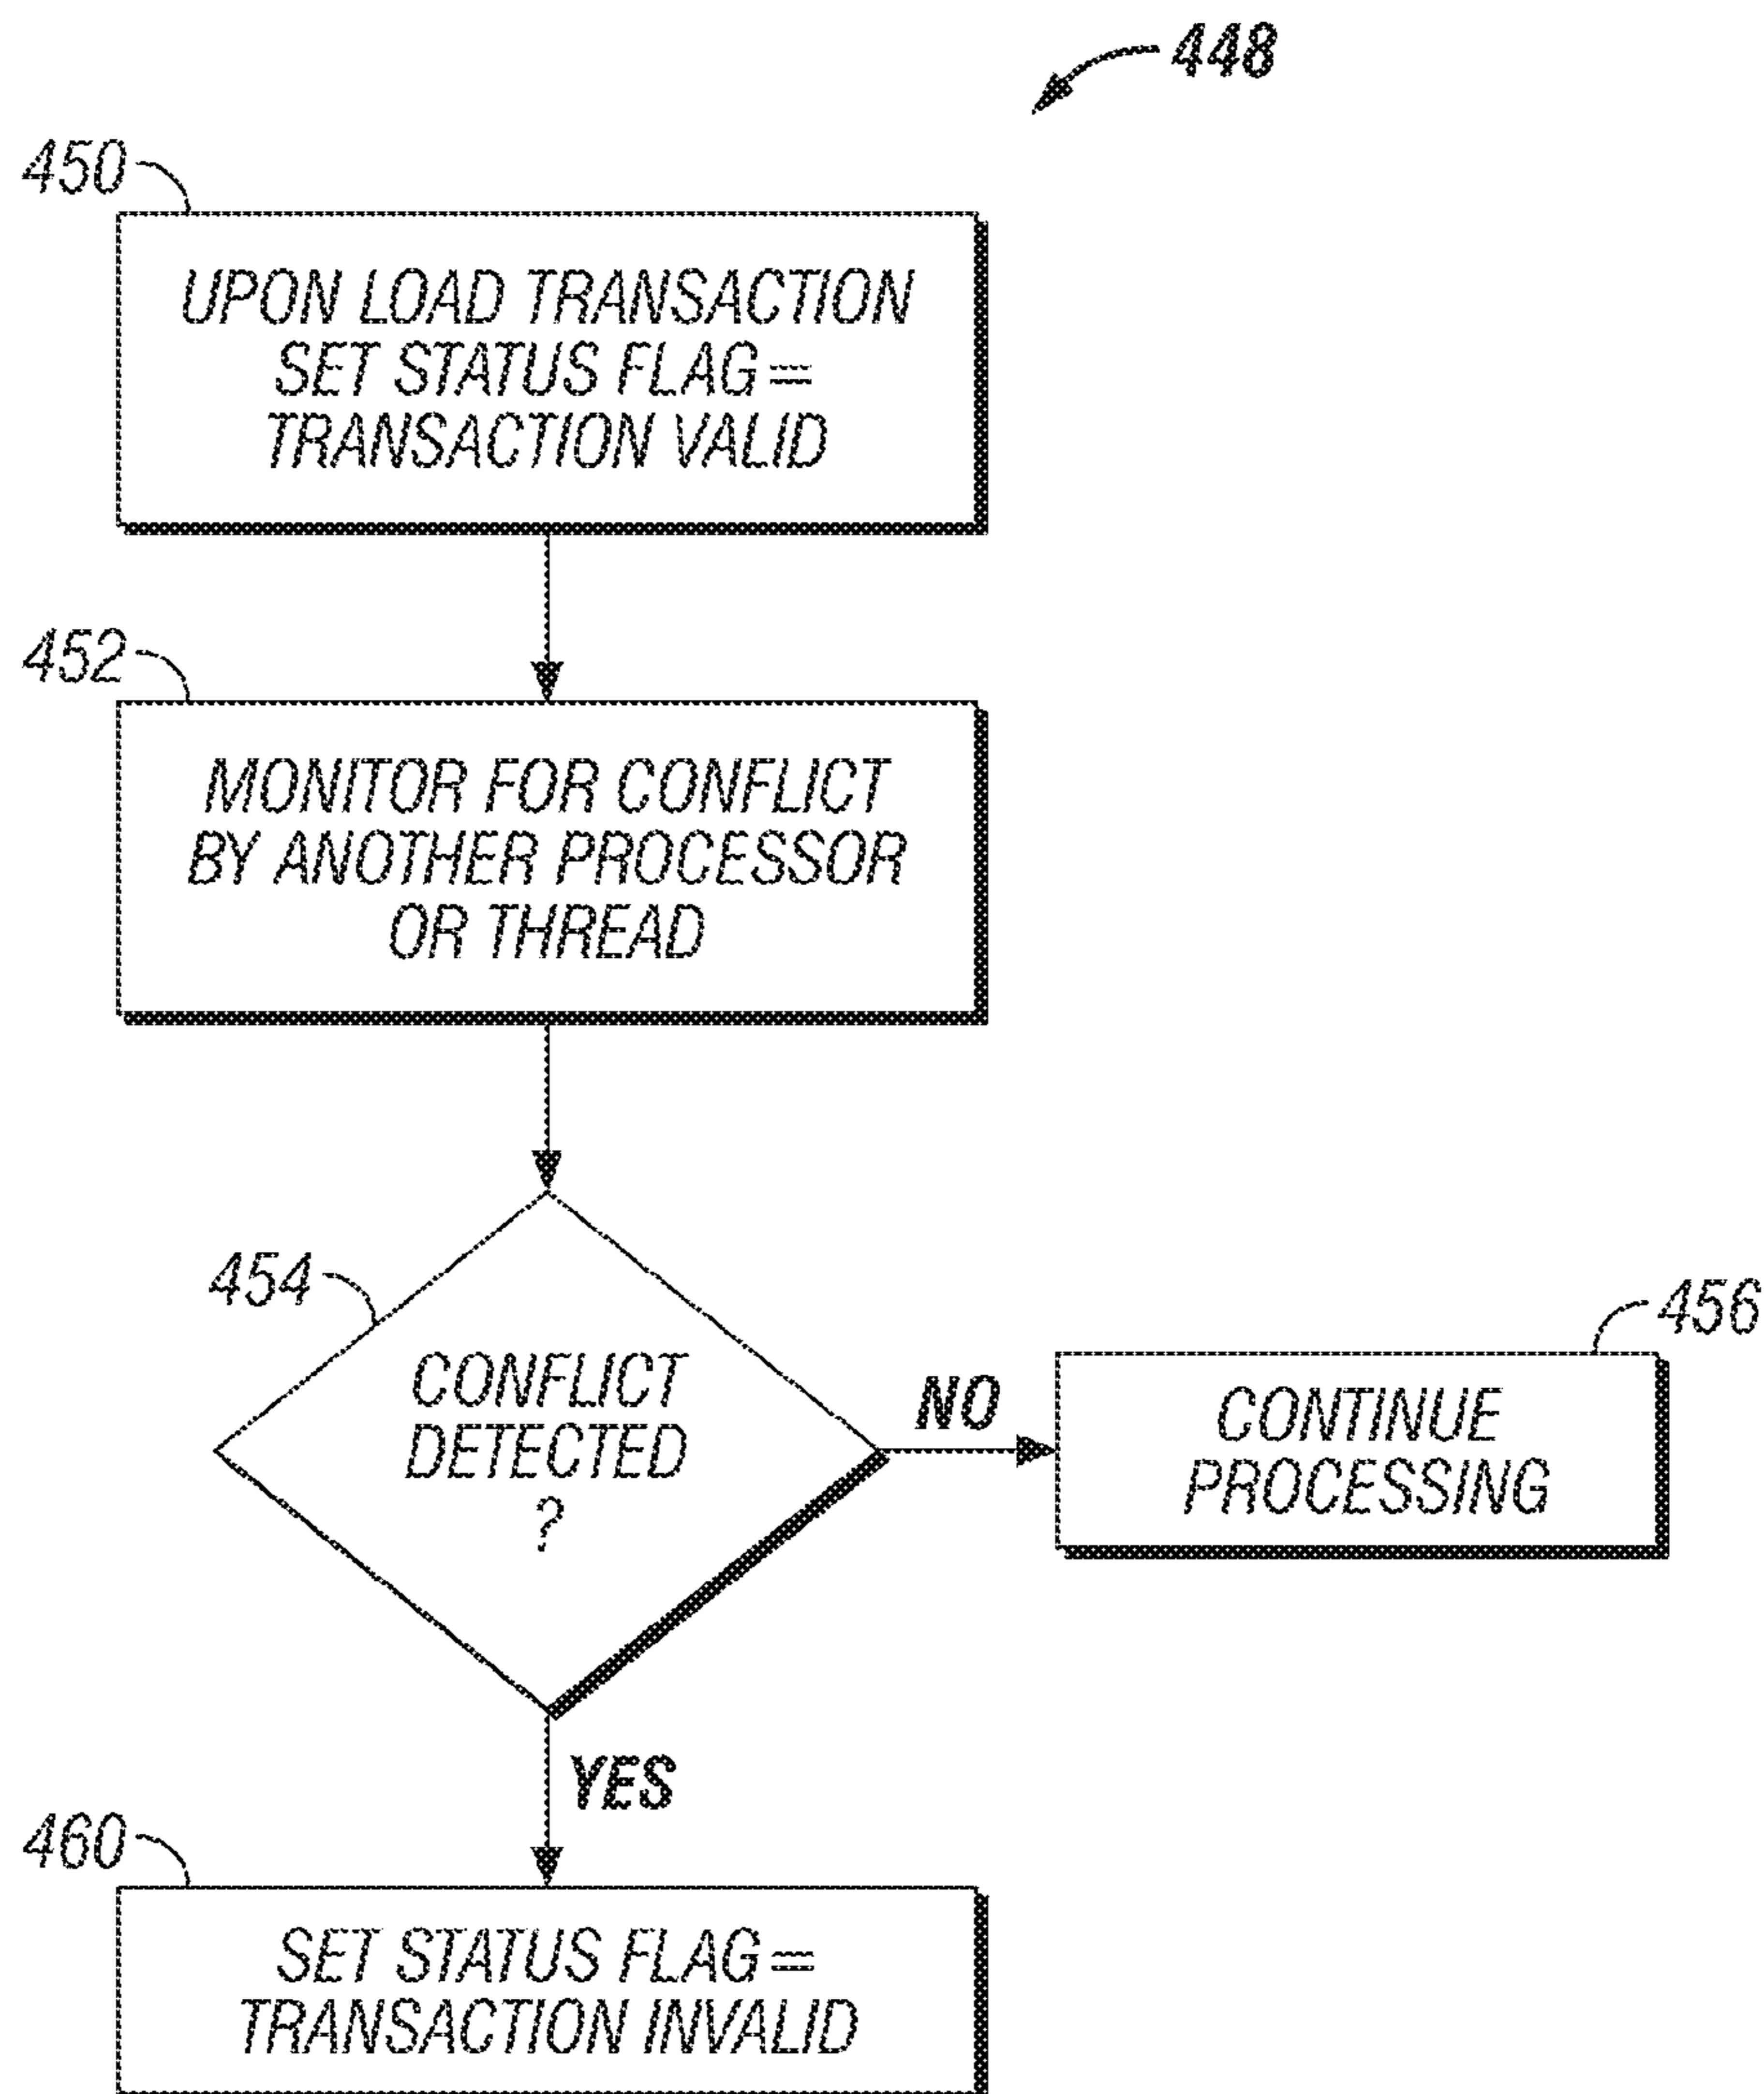 448
450
UPON LOAD TRANSACTION
SET STATUS FLAG=
TRANSACTION VALID
452
MONITOR FOR CONFLICT
BY ANOTHER PROCESSOR
OR THREAD
454
CONFLICT
DETECTED
?
NO
456
CONTINUE
PROCESSING
YES
460
SET STATUS FLAG=
TRANSACTION INVALID